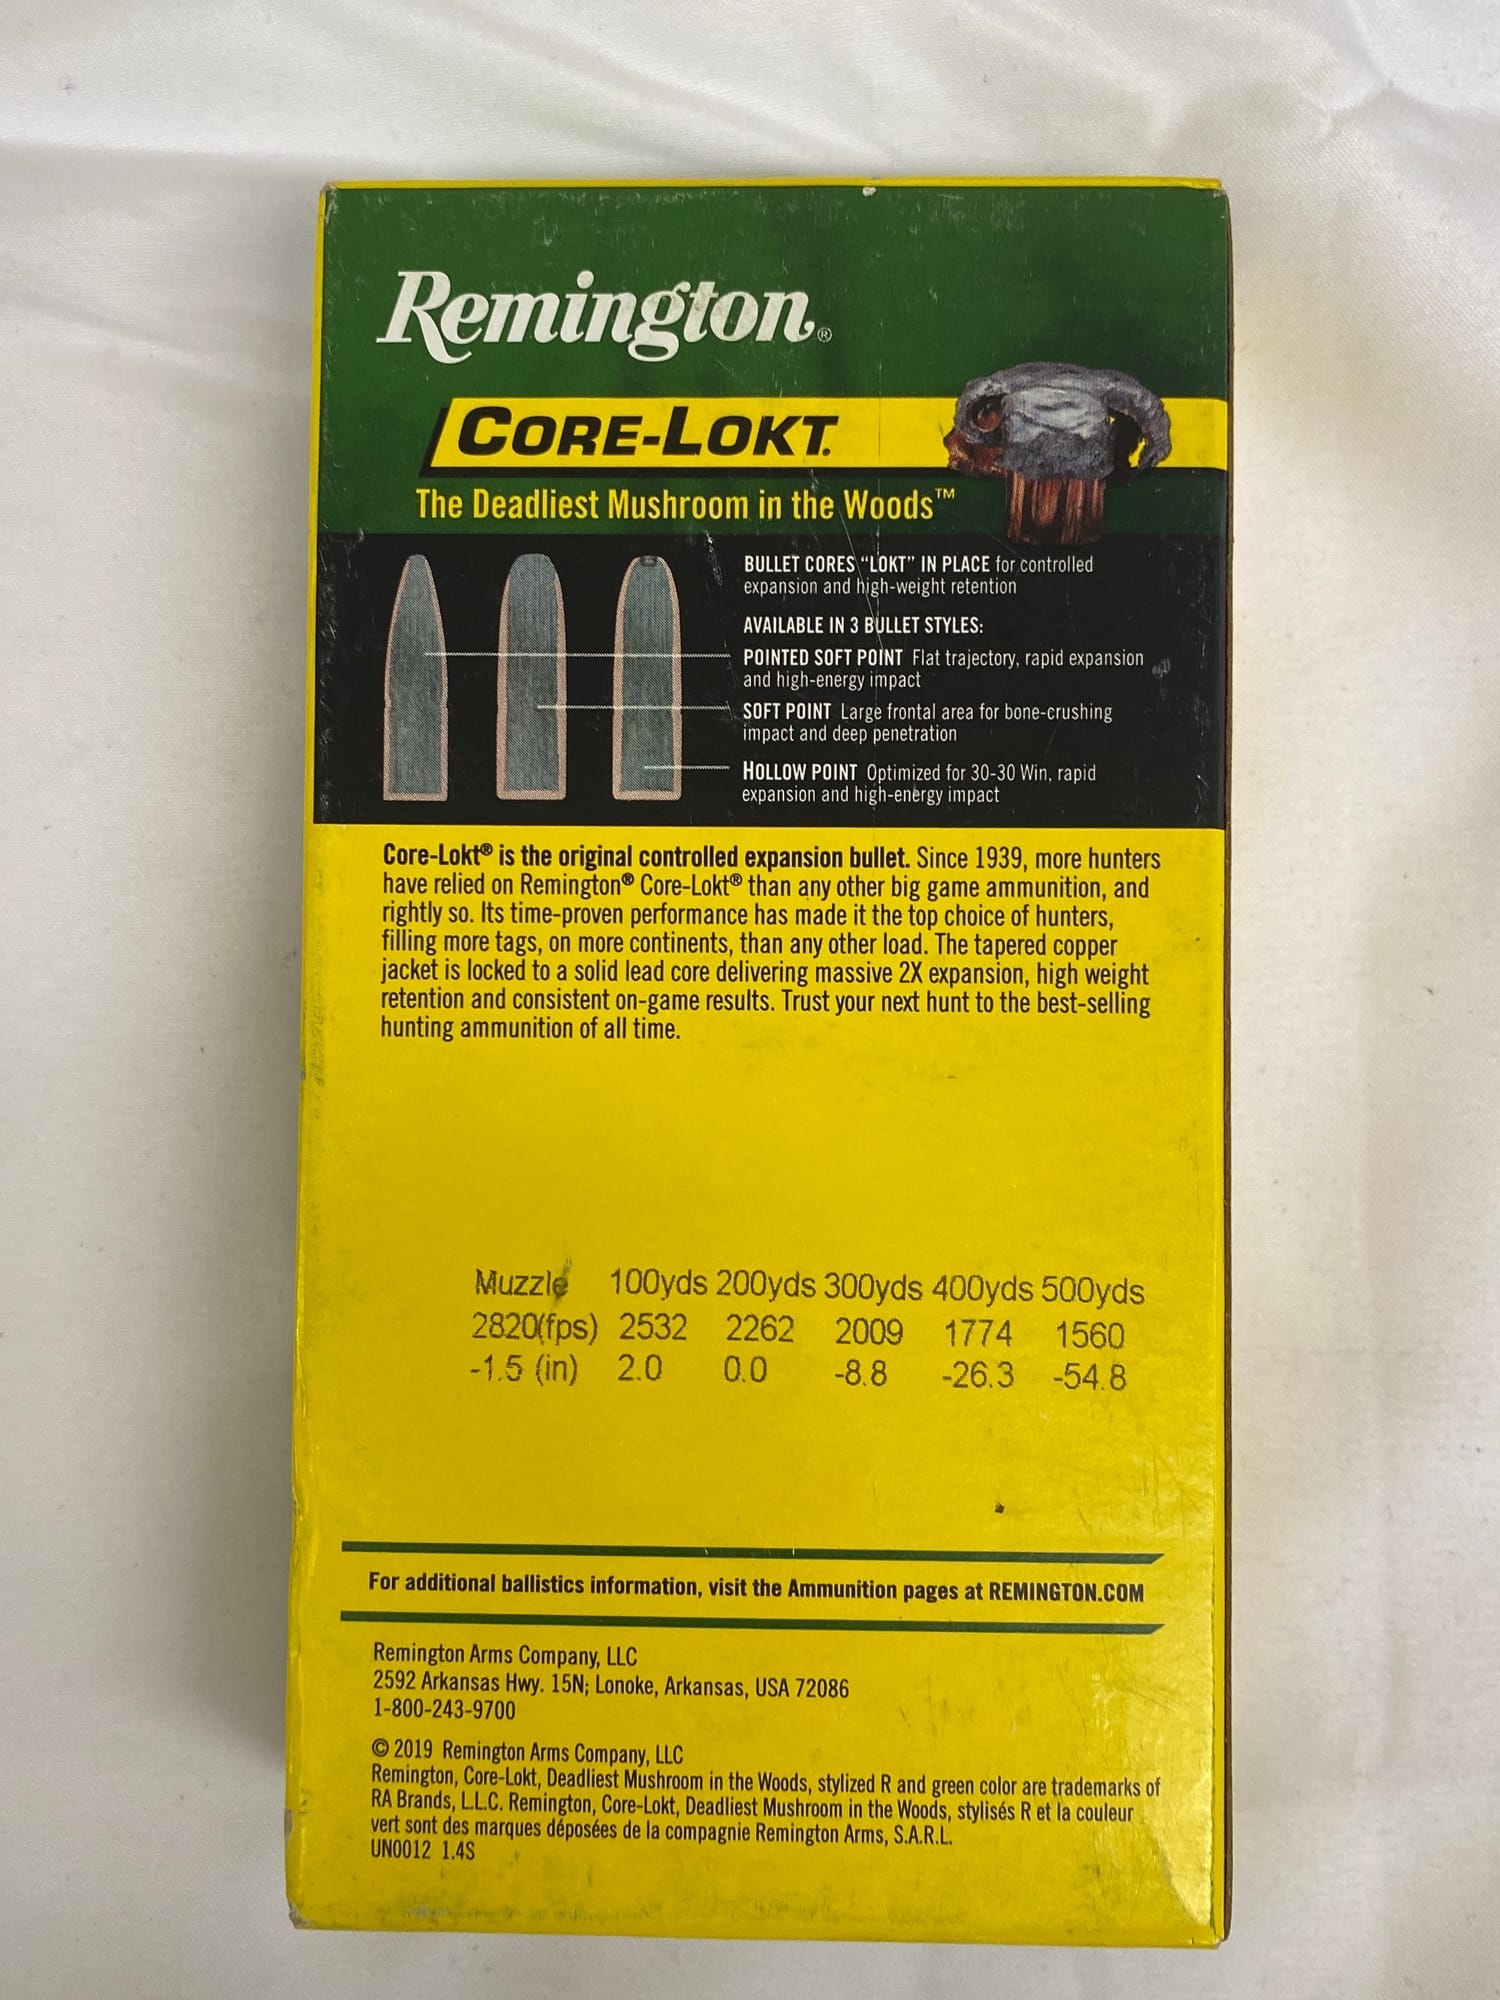 Remington®
CORE-LOKT.
The Deadliest Mushroom in the Woods™
BULLET CORES "LOKT" IN PLACE for controlled
expansion and high-weight retention
AVAILABLE IN 3 BULLET STYLES:
POINTED SOFT POINT Flat trajectory, rapid expansion
and high-energy impact
SOFT POINT Large frontal area for bone-crushing
impact and deep penetration
HOLLOW POINT Optimized for 30-30 Win, rapid
expansion and high-energy impact
Core-Lokt® is the original controlled expansion bullet. Since 1939, more hunters
have relied on Remington® Core-Lokt® than any other big game ammunition, and
rightly so. Its time-proven performance has made it the top choice of hunters,
filling more tags, on more continents, than any other load. The tapered copper
jacket is locked to a solid lead core delivering massive 2X expansion, high weight
retention and consistent on-game results. Trust your next hunt to the best-selling
hunting ammunition of all time.
Muzzle 100yds 200yds 300yds 400yds 500yds
2820(fps) 2532 2262 2009 1774 1560
-1.5 (in) 2.0 0.0 -8.8 -26.3 -54.8
For additional ballistics information, visit the Ammunition pages at REMINGTON.COM
Remington Arms Company, LLC
2592 Arkansas Hwy. 15N; Lonoke, Arkansas, USA 72086
1-800-243-9700
© 2019 Remington Arms Company, LLC
Remington, Core-Lokt, Deadliest Mushroom in the Woods, stylized R and green color are trademarks of
RA Brands, L.L.C. Remington, Core-Lokt, Deadliest Mushroom in the Woods, stylisés R et la couleur
vert sont des marques déposées de la compagnie Remington Arms, S.A.R.L.
UN0012 1.4S